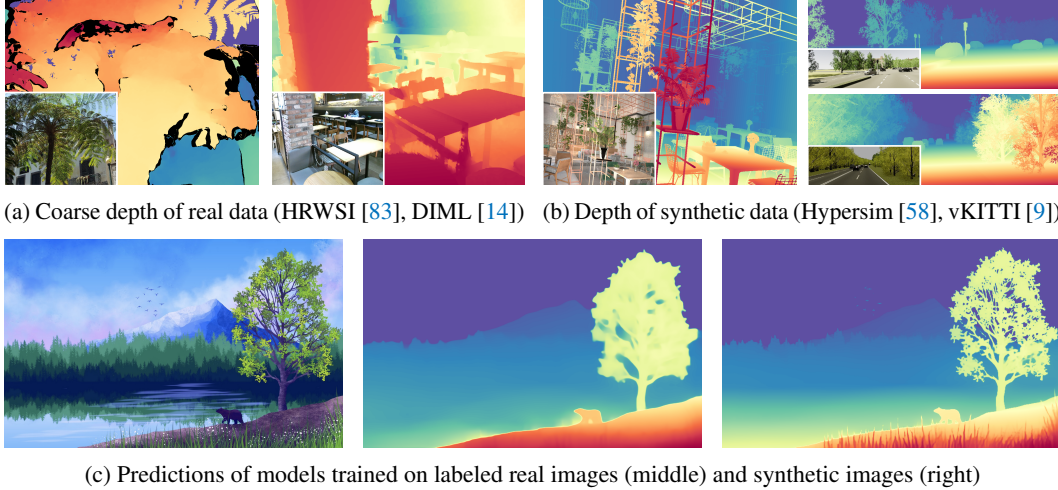 (a) Coarse depth of real data (HRWSI [83], DIML [14])
(b) Depth of synthetic data (Hypersim [58], vKITTI [9])
(c) Predictions of models trained on labeled real images (middle) and synthetic images (right)